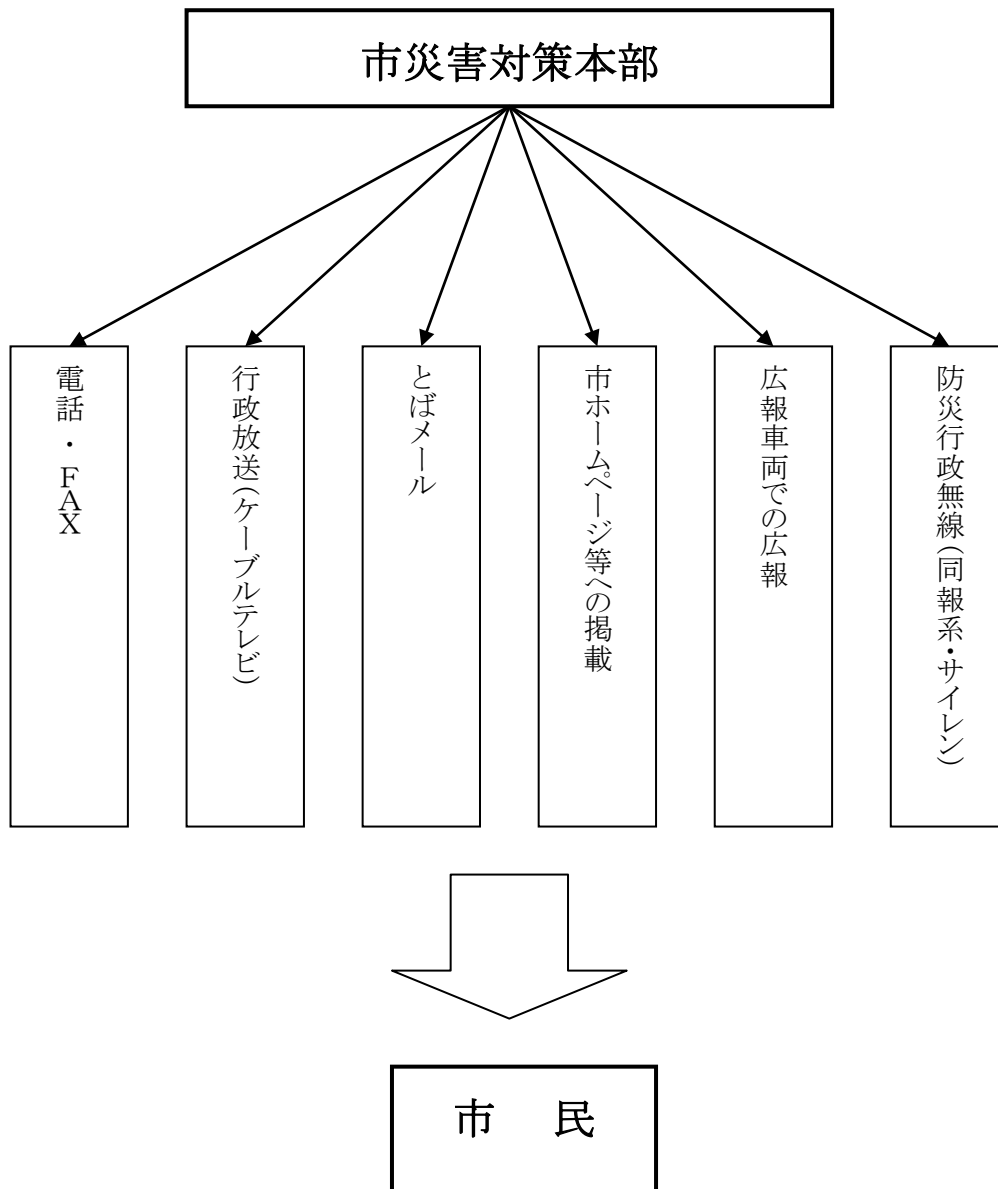 市災害対策本部
電話・FAX
行政放送(ケーブルテレビ)
とばメール
市ホームページ等への掲載
広報車両での広報
防災行政無線(同報系・サイレン)
市　民